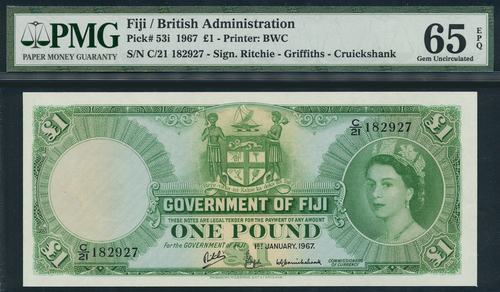 PMG
PAPER MONEY GUARANTY
Fiji / British Administration
Pick# 53i 1967 £1 - Printer: BWC
S/N C/21 182927 - Sign. Ritchie - Griffiths - Cruickshank
65 EPQ
Gem Uncirculated
£1
£1
C/21 182927
GOVERNMENT OF FIJI
THESE NOTES ARE LEGAL TENDER FOR THE PAYMENT OF ANY AMOUNT
ONE POUND
For the GOVERNMENT of FIJI
1ST JANUARY, 1967.
C/21 182927
COMMISSIONERS
OF CURRENCY
£1
£1